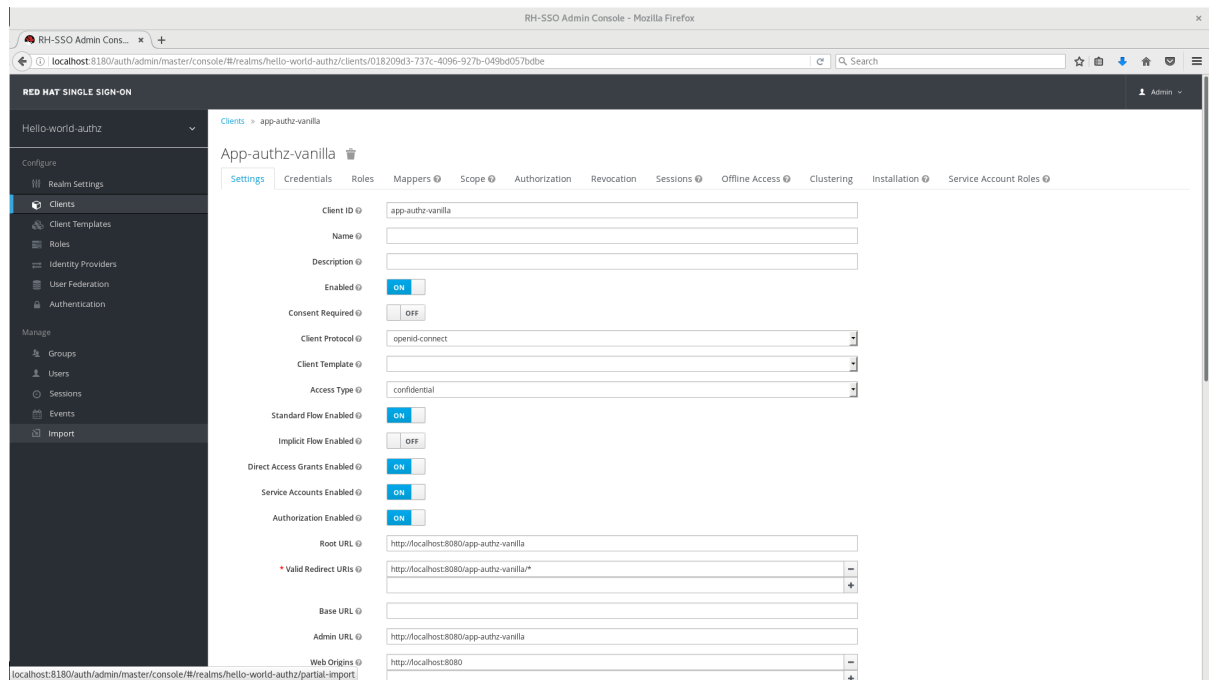 RH-SSO Admin Console - Mozilla Firefox
RH-SSO Admin Cons...
localhost:8180/auth/admin/master/console/#/realms/hello-world-authz/clients/018209d3-737c-4096-927b-049bd057bdbe
Search
RED HAT SINGLE SIGN-ON
Admin
Hello-world-authz
Configure
Realm Settings
Clients
Client Templates
Roles
Identity Providers
User Federation
Authentication
Manage
Groups
Users
Sessions
Events
Import
Clients » app-authz-vanilla
App-authz-vanilla
Settings Credentials Roles Mappers Scope Authorization Revocation Sessions Offline Access Clustering Installation Service Account Roles
Client ID app-authz-vanilla
Name
Description
Enabled ON
Consent Required OFF
Client Protocol openid-connect
Client Template
Access Type confidential
Standard Flow Enabled ON
Implicit Flow Enabled OFF
Direct Access Grants Enabled ON
Service Accounts Enabled ON
Authorization Enabled ON
Root URL http://localhost:8080/app-authz-vanilla
* Valid Redirect URIs http://localhost:8080/app-authz-vanilla/*
Base URL
Admin URL http://localhost:8080/app-authz-vanilla
Web Origins http://localhost:8080
localhost:8180/auth/admin/master/console/#/realms/hello-world-authz/partial-import